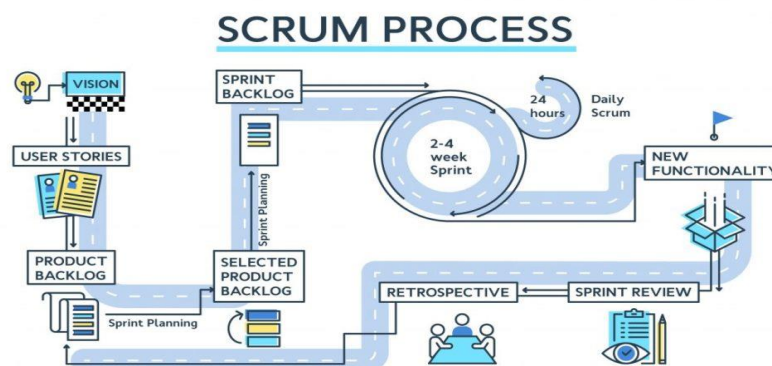 SCRUM PROCESS
VISION
USER STORIES
PRODUCT
BACKLOG
Sprint Planning
SELECTED
PRODUCT
BACKLOG
Sprint Planning
SPRINT
BACKLOG
2-4
week
Sprint
24
hours
Daily
Scrum
NEW
FUNCTIONALITY
SPRINT REVIEW
RETROSPECTIVE